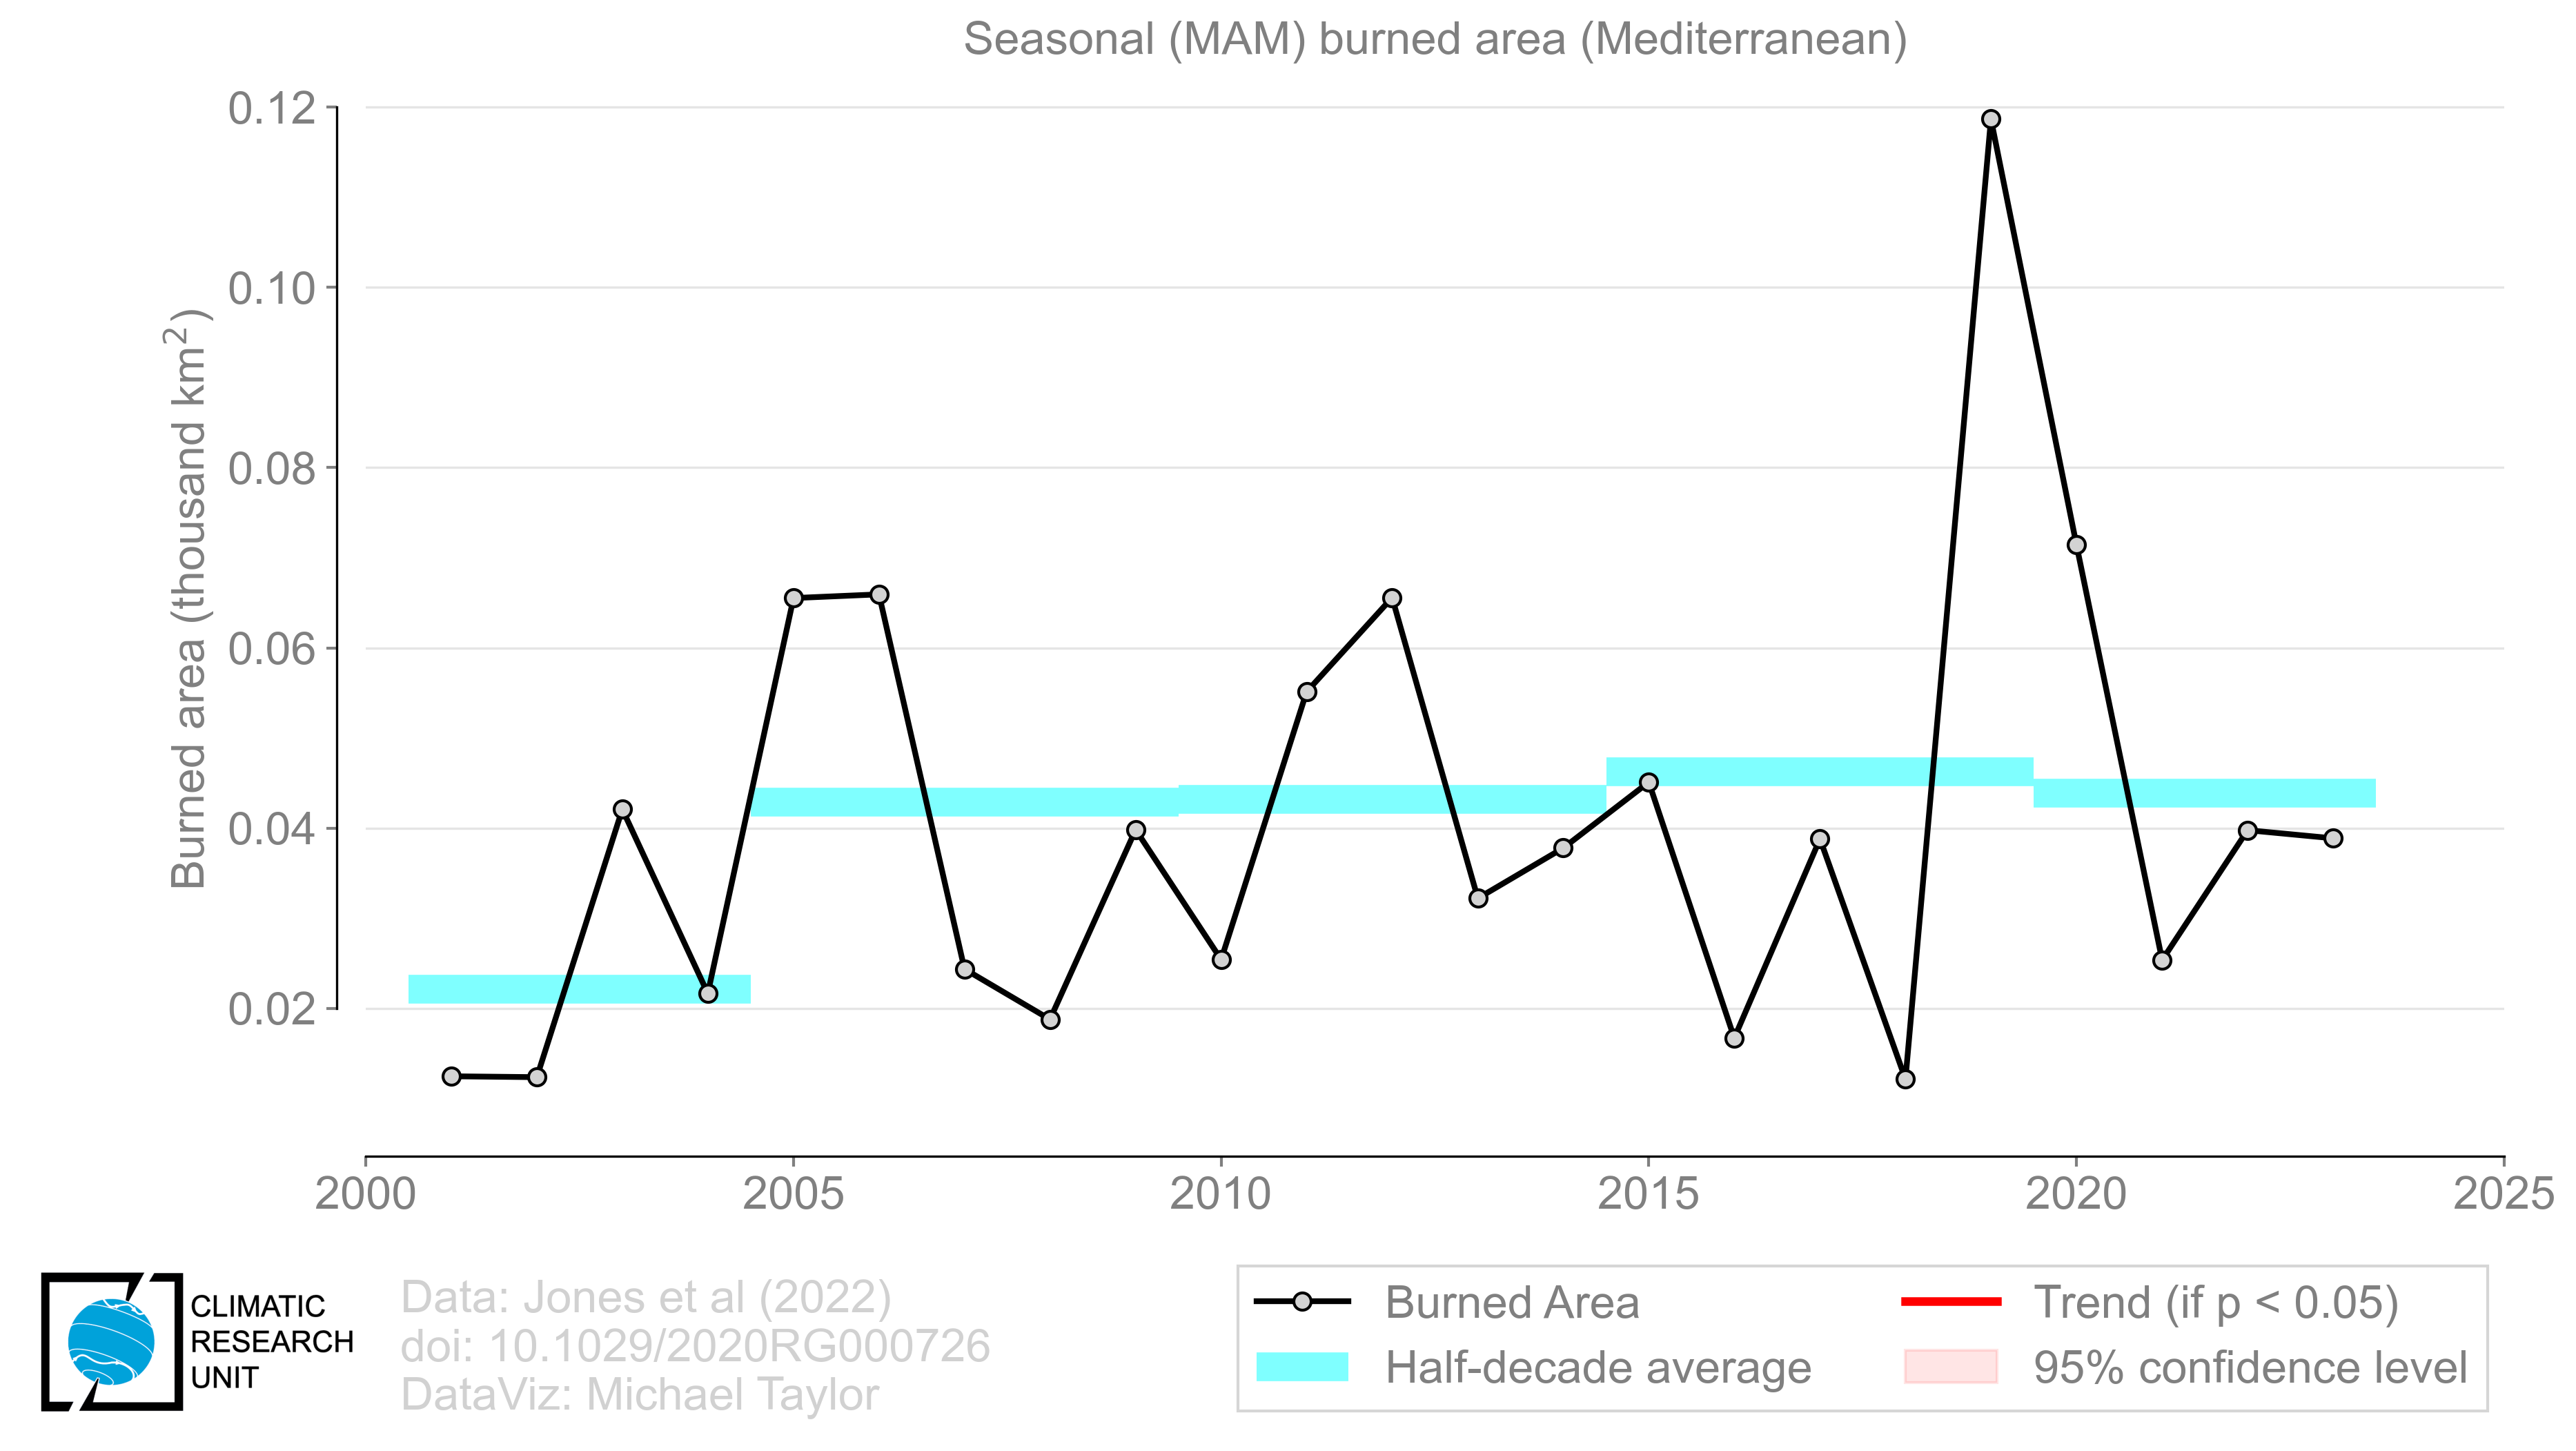 Seasonal (MAM) burned area (Mediterranean)
Burned area (thousand km²)
0.12
0.10
0.08
0.06
0.04
0.02
2000 2005 2010 2015 2020 2025
CLIMATIC
RESEARCH
UNIT
Data: Jones et al (2022)
doi: 10.1029/2020RG000726
DataViz: Michael Taylor
Burned Area
Half-decade average
Trend (if p < 0.05)
95% confidence level